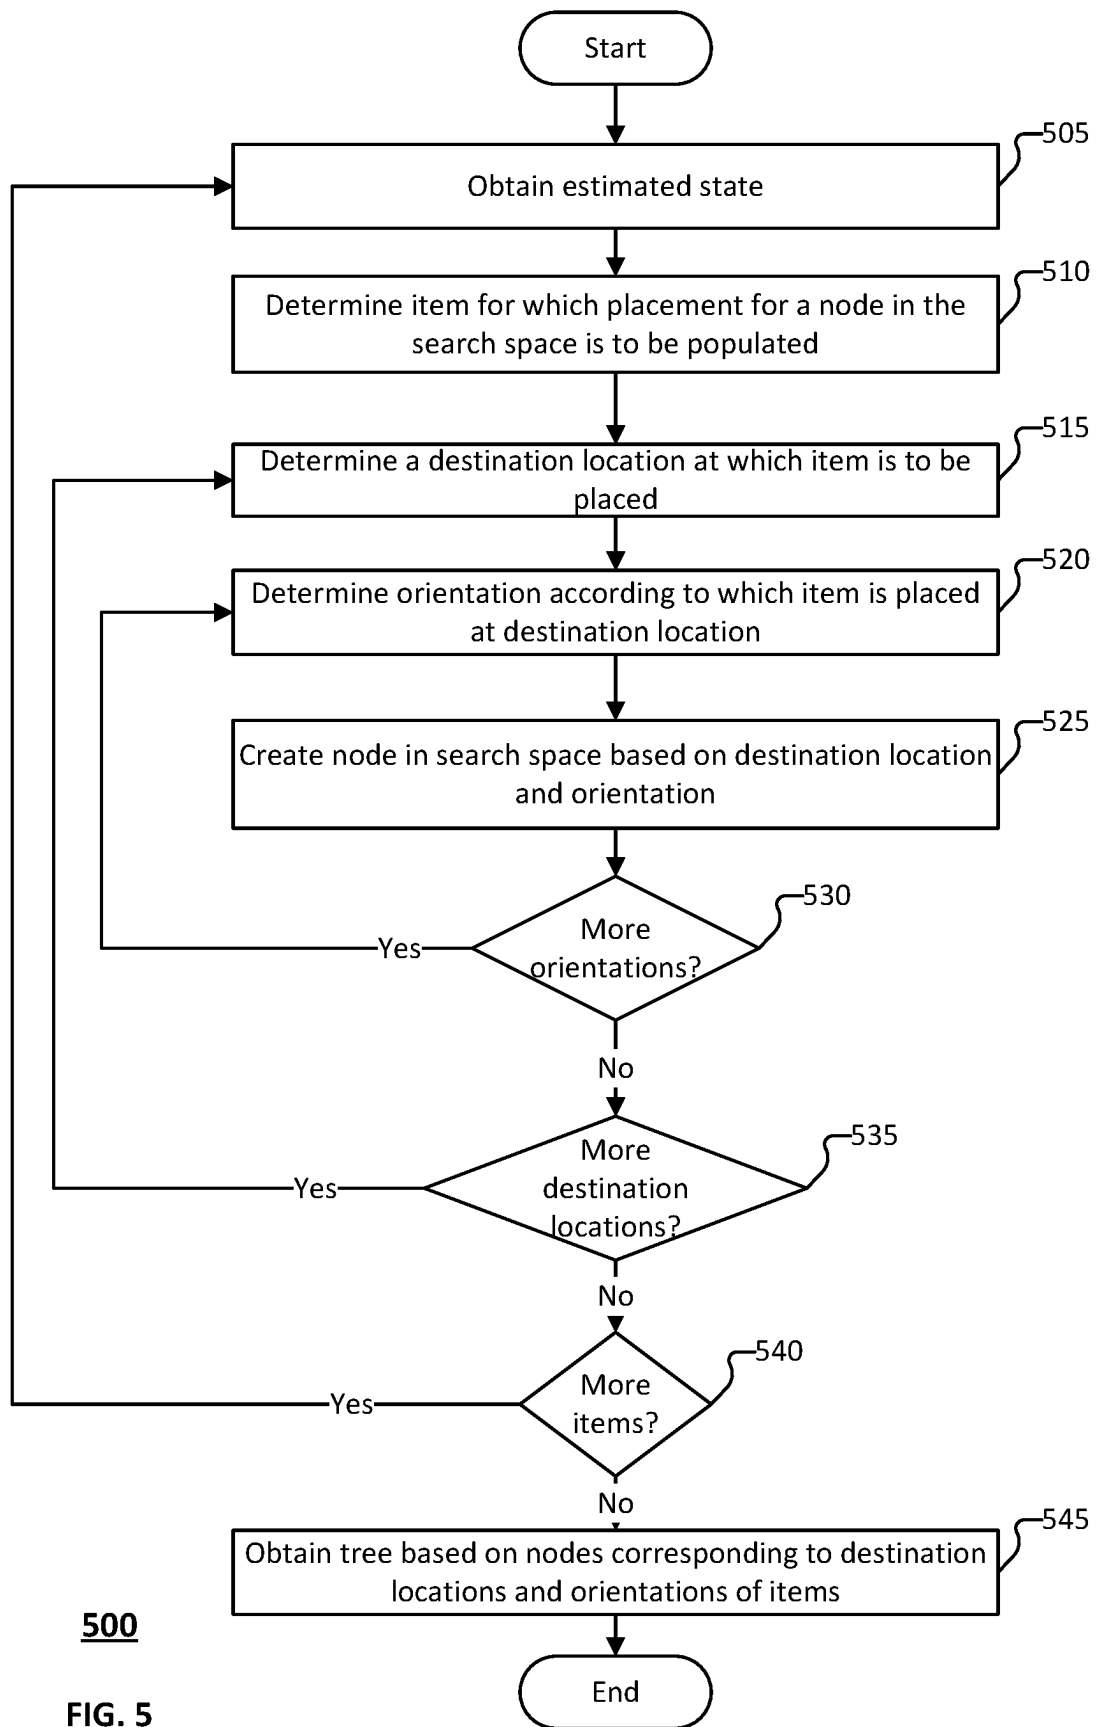 Start
505
Obtain estimated state
510
Determine item for which placement for a node in the
search space is to be populated
515
Determine a destination location at which item is to be
placed
520
Determine orientation according to which item is placed
at destination location
525
Create node in search space based on destination location
and orientation
530
More
orientations?
Yes
No
535
More
destination
locations?
Yes
No
540
More
items?
Yes
No
545
Obtain tree based on nodes corresponding to destination
locations and orientations of items
500
End
FIG. 5